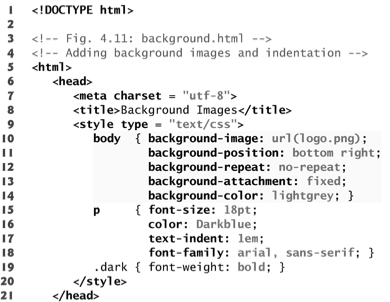 1 <!DOCTYPE html>
2
3 <!-- Fig. 4.11: background.html -->
4 <!-- Adding background images and indentation -->
5 <html>
6 <head>
7 <meta charset = "utf-8">
8 <title>Background Images</title>
9 <style type = "text/css">
10 body { background-image: url(logo.png);
11 background-position: bottom right;
12 background-repeat: no-repeat;
13 background-attachment: fixed;
14 background-color: lightgrey; }
15 p { font-size: 18pt;
16 color: Darkblue;
17 text-indent: 1em;
18 font-family: arial, sans-serif; }
19 .dark { font-weight: bold; }
20 </style>
21 </head>